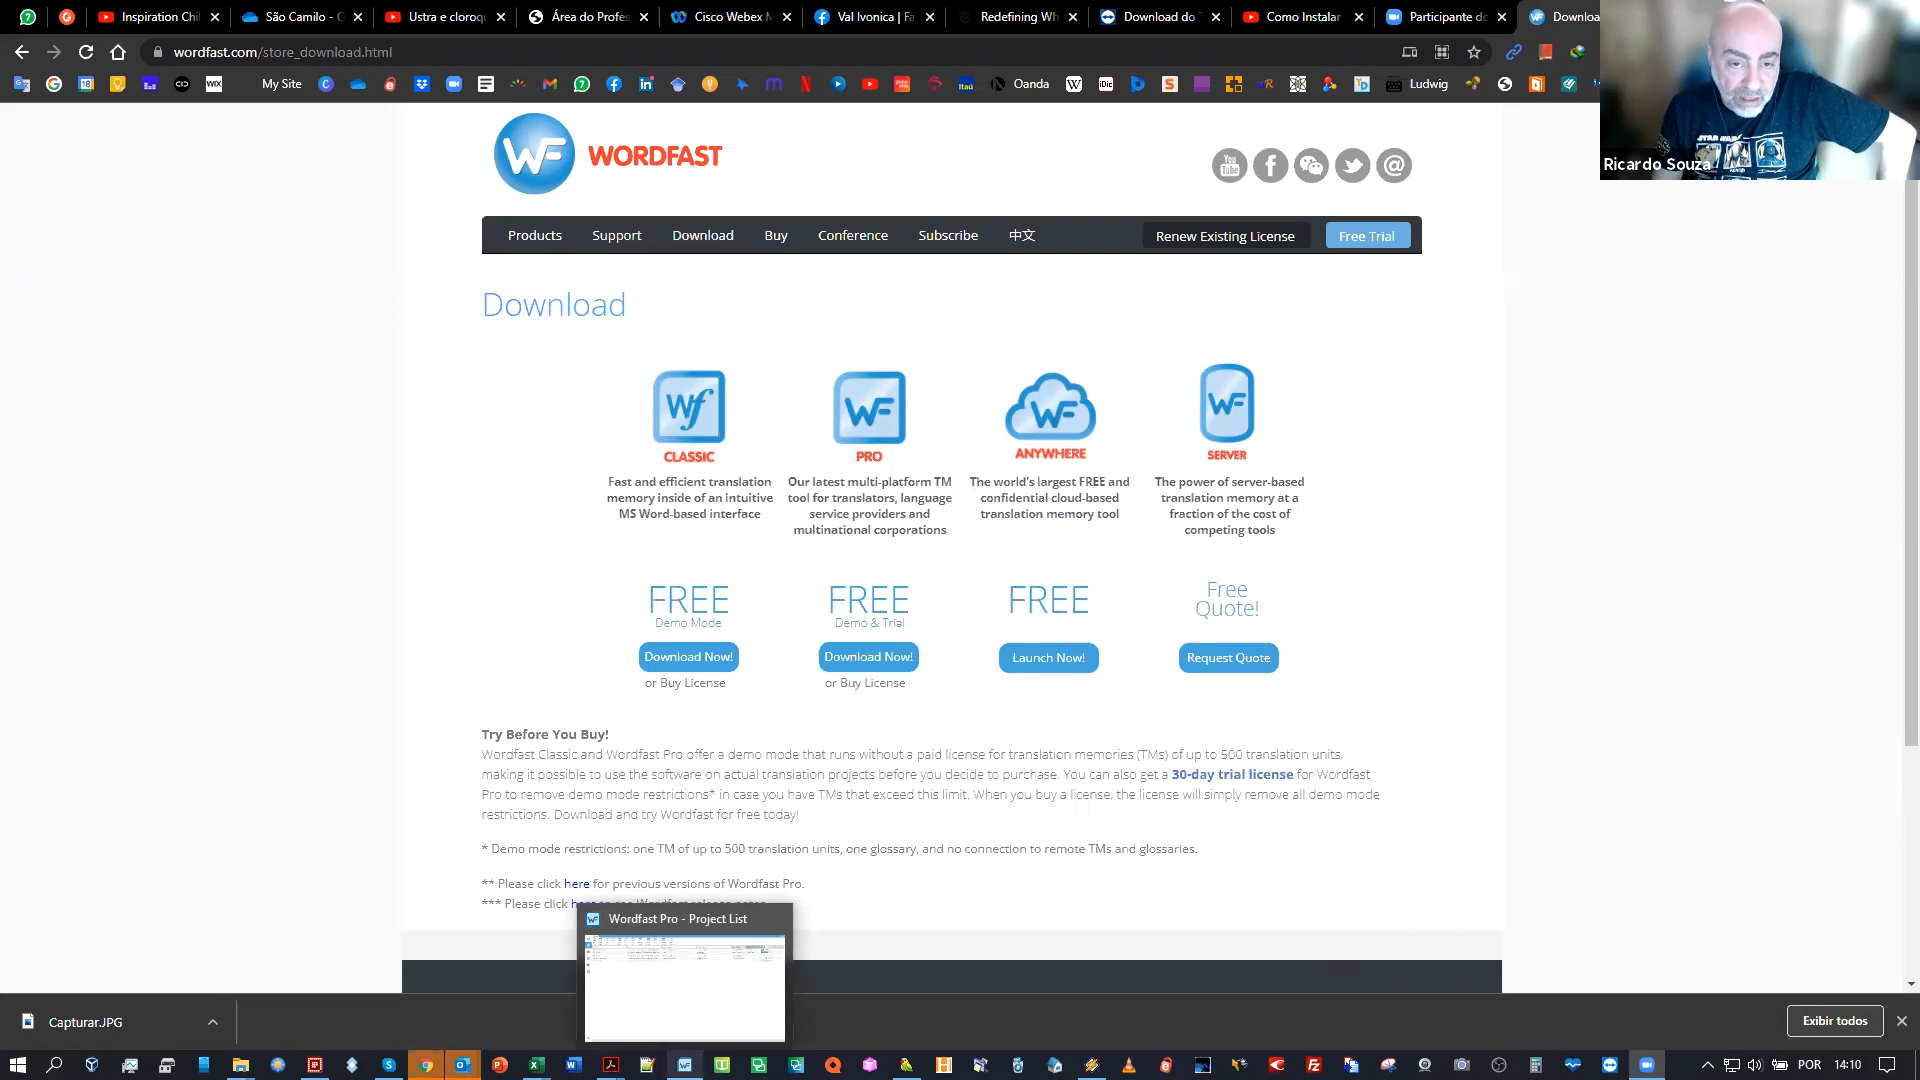 Inspiration Chil
São Camilo - O
Ustra e cloroqu
Área do Profes
Cisco Webex M
Val Ivonica | Fa
Redefining Wh
Download do
Como Instalar
Participante do
Downloa
wordfast.com/store_download.html
My Site
Oanda
Ludwig
Ricardo Souza
WF WORDFAST
Products Support Download Buy Conference Subscribe 中文 Renew Existing License Free Trial
Download
CLASSIC
PRO
ANYWHERE
SERVER
Fast and efficient translation
memory inside of an intuitive
MS Word-based interface
Our latest multi-platform TM
tool for translators, language
service providers and
multinational corporations
The world's largest FREE and
confidential cloud-based
translation memory tool
The power of server-based
translation memory at a
fraction of the cost of
competing tools
FREE
Demo Mode
Download Now!
or Buy License
FREE
Demo & Trial
Download Now!
or Buy License
FREE
Launch Now!
Free
Quote!
Request Quote
Try Before You Buy!
Wordfast Classic and Wordfast Pro offer a demo mode that runs without a paid license for translation memories (TMs) of up to 500 translation units,
making it possible to use the software on actual translation projects before you decide to purchase. You can also get a 30-day trial license for Wordfast
Pro to remove demo mode restrictions* in case you have TMs that exceed this limit. When you buy a license, the license will simply remove all demo mode
restrictions. Download and try Wordfast for free today!
* Demo mode restrictions: one TM of up to 500 translation units, one glossary, and no connection to remote TMs and glossaries.
** Please click here for previous versions of Wordfast Pro.
*** Please click
Wordfast Pro - Project List
Capturar.JPG
Exibir todos
POR 14:10